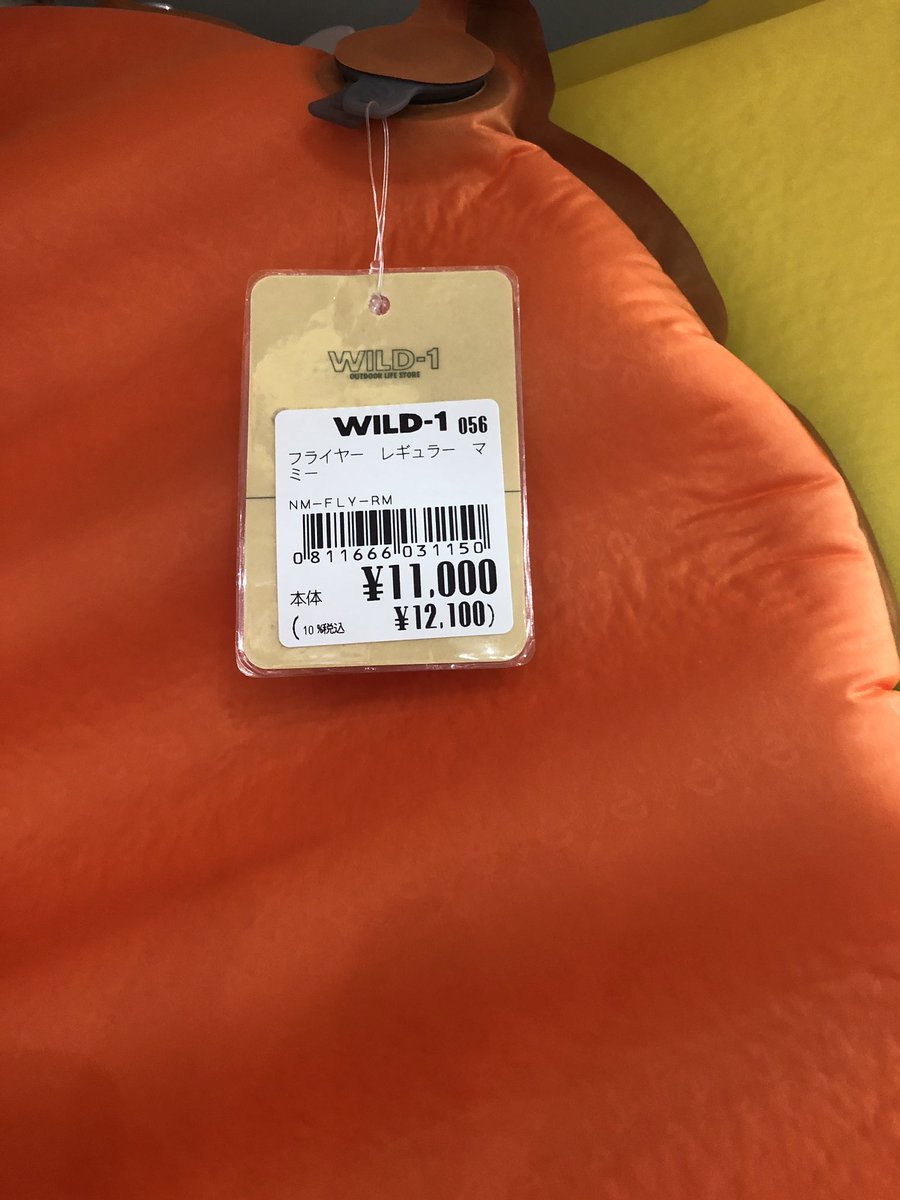 WILD-1
OUTDOOR LIFE STORE
WILD-1 056
フライヤー レギュラー マ
ミー
NM-FLY-RM
0811666031150
¥11,000
本体
(10%税込 ¥12,100)